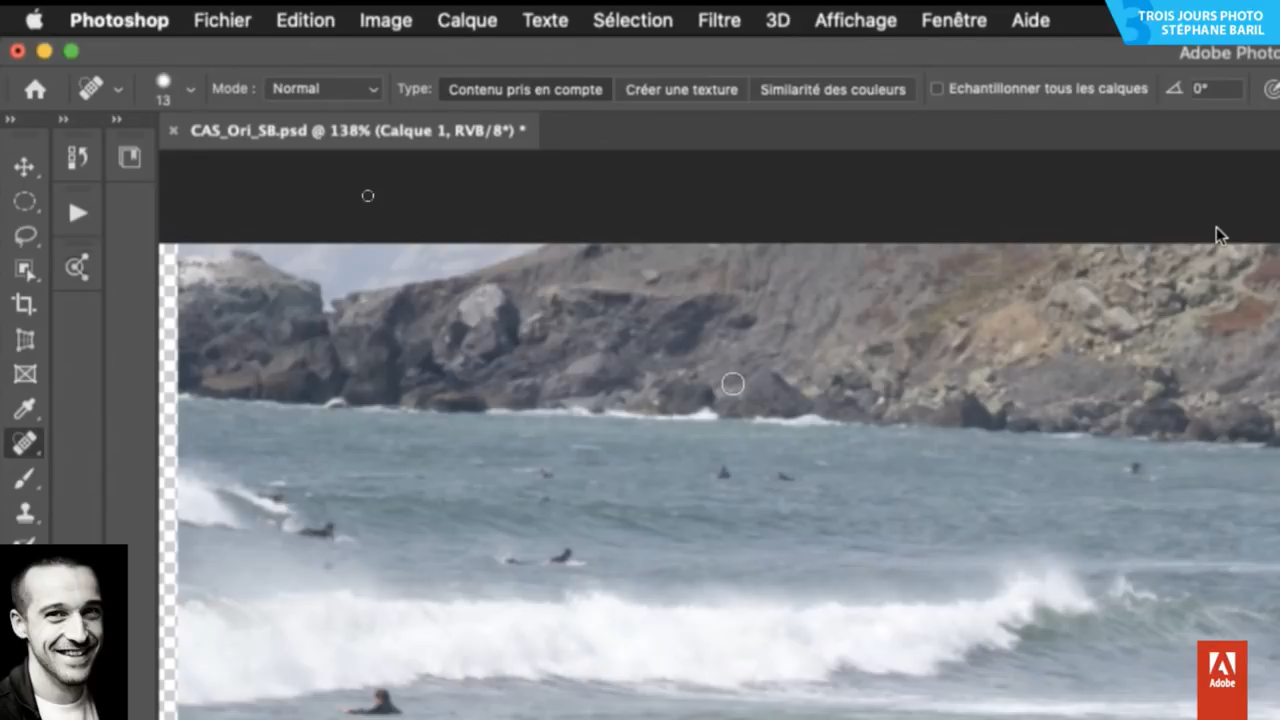 Photoshop Fichier Edition Image Calque Texte Sélection Filtre 3D Affichage Fenêtre Aide
TROIS JOURS PHOTO
STÉPHANE BARIL
3
13 Mode : Normal Type: Contenu pris en compte Créer une texture Similarité des couleurs Echantillonner tous les calques 0°
CAS_Ori_SB.psd @ 138% (Calque 1, RVB/8*) *
Adobe